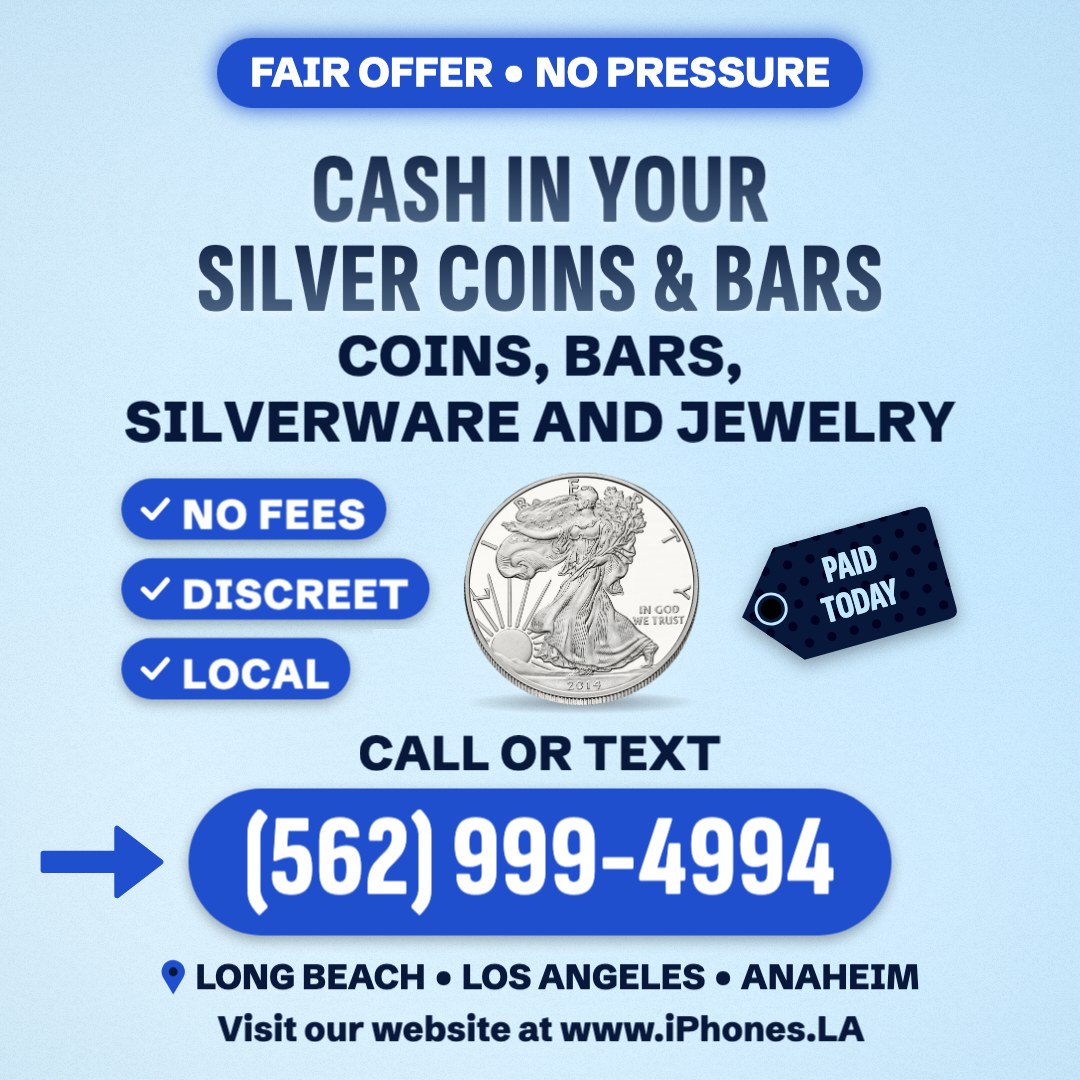 FAIR OFFER • NO PRESSURE
CASH IN YOUR
SILVER COINS & BARS
COINS, BARS,
SILVERWARE AND JEWELRY
✓ NO FEES
✓ DISCREET
✓ LOCAL
LIBERTY
IN GOD
WE TRUST
2014
PAID
TODAY
CALL OR TEXT
(562) 999-4994
LONG BEACH • LOS ANGELES • ANAHEIM
Visit our website at www.iPhones.LA